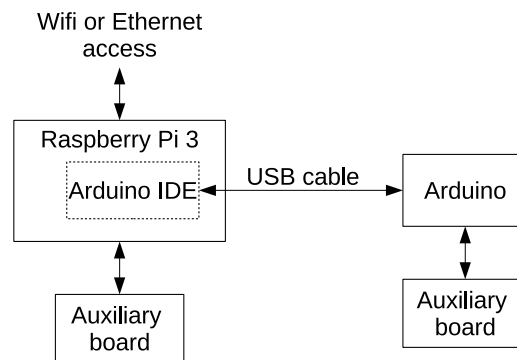 Wifi or Ethernet
access
Raspberry Pi 3
Arduino IDE
USB cable
Arduino
Auxiliary
board
Auxiliary
board